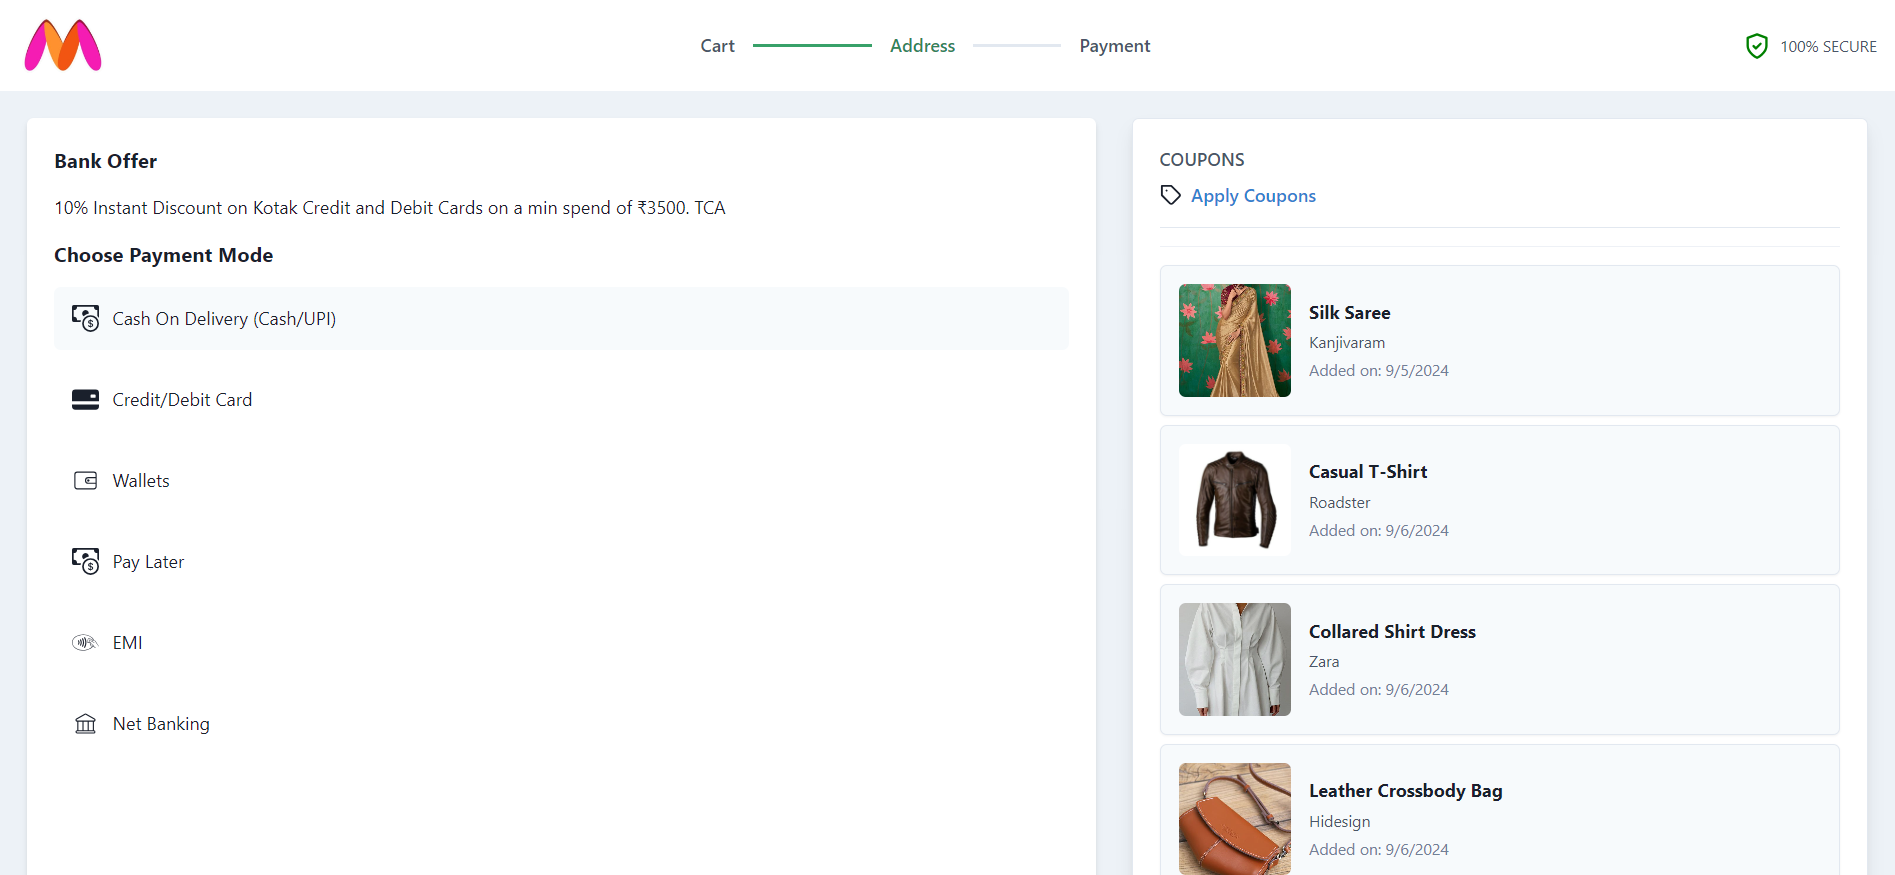 Cart
Address
Payment
100% SECURE
Bank Offer
10% Instant Discount on Kotak Credit and Debit Cards on a min spend of ₹3500. TCA
Choose Payment Mode
Cash On Delivery (Cash/UPI)
Credit/Debit Card
Wallets
Pay Later
EMI
Net Banking
COUPONS
Apply Coupons
Silk Saree
Kanjivaram
Added on: 9/5/2024
Casual T-Shirt
Roadster
Added on: 9/6/2024
Collared Shirt Dress
Zara
Added on: 9/6/2024
Leather Crossbody Bag
Hidesign
Added on: 9/6/2024